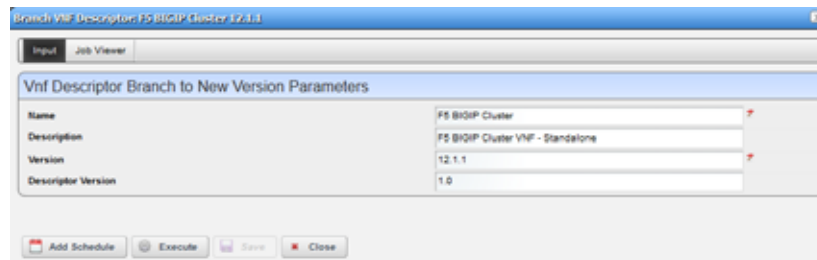 Branch VNF Descriptor: F5 BIGIP Cluster 12.1.1
Input Job Viewer
Vnf Descriptor Branch to New Version Parameters
Name F5 BIGIP Cluster *
Description F5 BIGIP Cluster VNF - Standalone
Version 12.1.1 *
Descriptor Version 1.0
Add Schedule Execute Save Close